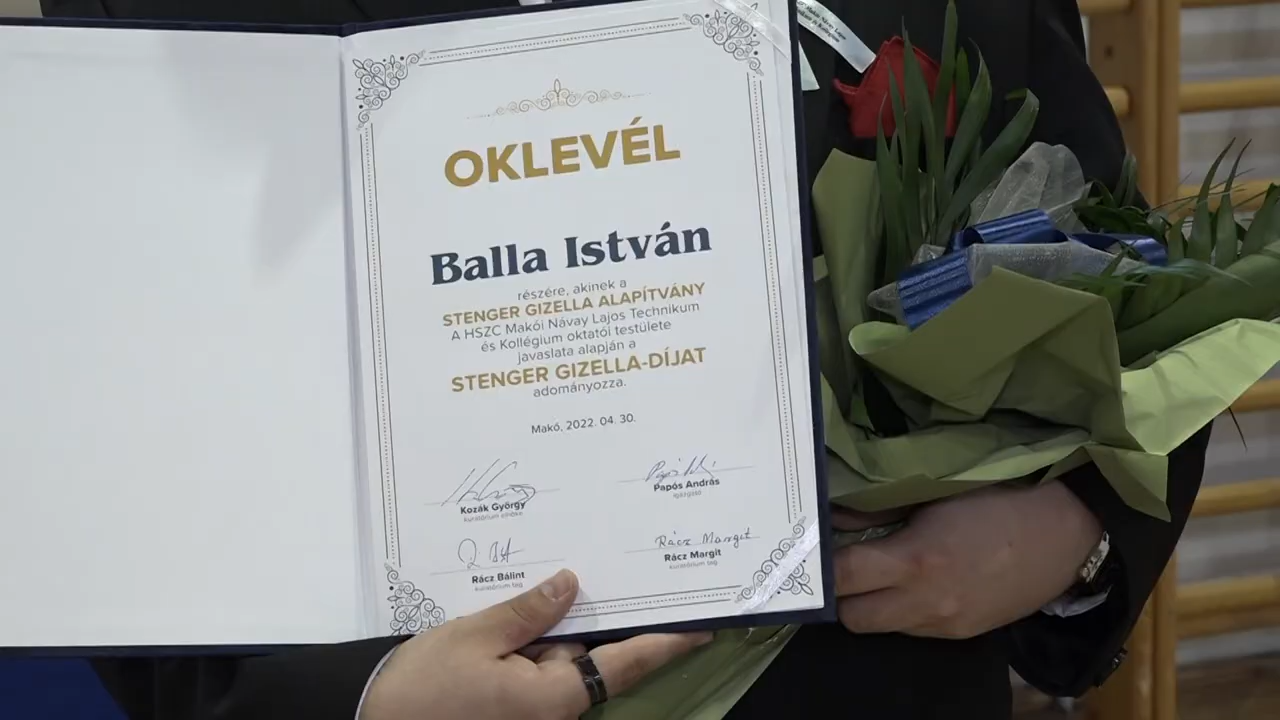 OKLEVÉL
Balla István
részére, akinek a
STENGER GIZELLA ALAPÍTVÁNY
A HSZC Makói Návay Lajos Technikum
és Kollégium oktatói testülete
javaslata alapján a
STENGER GIZELLA-DÍJAT
adományozza.
Makó, 2022. 04. 30.
Kozák György
kuratórium elnöke
Papós András
igazgató
Rácz Bálint
kuratórium tag
Rácz Margit
Rácz Margit
kuratórium tag